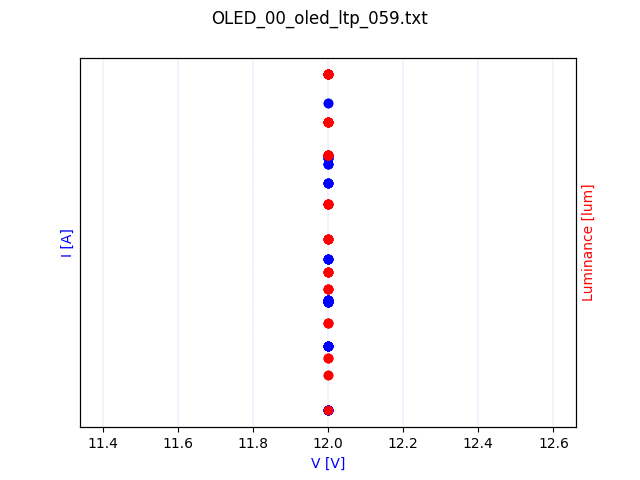 OLED_00_oled_ltp_059.txt
I [A]
Luminance [lum]
11.4 11.6 11.8 12.0 12.2 12.4 12.6
V [V]